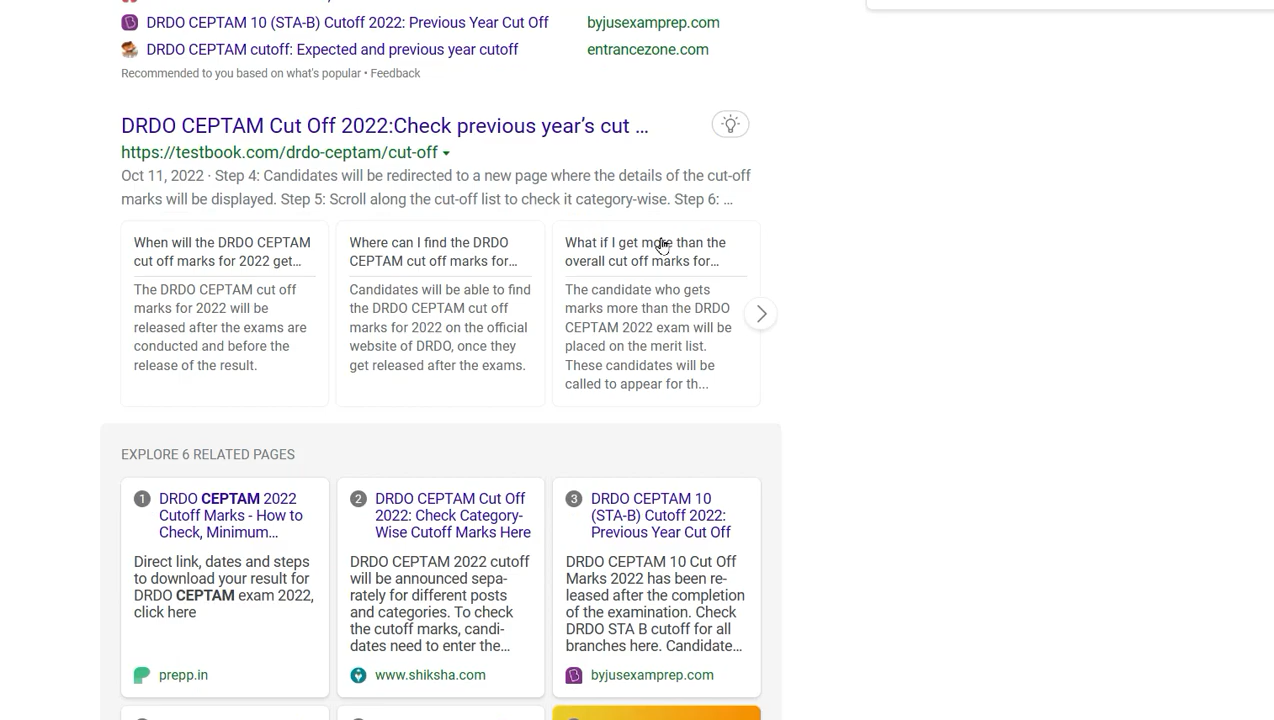 DRDO CEPTAM 10 (STA-B) Cutoff 2022: Previous Year Cut Off byjusexamprep.com
DRDO CEPTAM cutoff: Expected and previous year cutoff entrancezone.com
Recommended to you based on what's popular • Feedback
DRDO CEPTAM Cut Off 2022:Check previous year’s cut ...
https://testbook.com/drdo-ceptam/cut-off
Oct 11, 2022 · Step 4: Candidates will be redirected to a new page where the details of the cut-off
marks will be displayed. Step 5: Scroll along the cut-off list to check it category-wise. Step 6: ...
When will the DRDO CEPTAM
cut off marks for 2022 get...
The DRDO CEPTAM cut off
marks for 2022 will be
released after the exams are
conducted and before the
release of the result.
Where can I find the DRDO
CEPTAM cut off marks for...
Candidates will be able to find
the DRDO CEPTAM cut off
marks for 2022 on the official
website of DRDO, once they
get released after the exams.
What if I get more than the
overall cut off marks for...
The candidate who gets
marks more than the DRDO
CEPTAM 2022 exam will be
placed on the merit list.
These candidates will be
called to appear for th...
EXPLORE 6 RELATED PAGES
1 DRDO CEPTAM 2022
Cutoff Marks - How to
Check, Minimum...
Direct link, dates and steps
to download your result for
DRDO CEPTAM exam 2022,
click here
prepp.in
2 DRDO CEPTAM Cut Off
2022: Check Category-
Wise Cutoff Marks Here
DRDO CEPTAM 2022 cutoff
will be announced sepa-
rately for different posts
and categories. To check
the cutoff marks, candi-
dates need to enter the...
www.shiksha.com
3 DRDO CEPTAM 10
(STA-B) Cutoff 2022:
Previous Year Cut Off
DRDO CEPTAM 10 Cut Off
Marks 2022 has been re-
leased after the completion
of the examination. Check
DRDO STA B cutoff for all
branches here. Candidate...
byjusexamprep.com